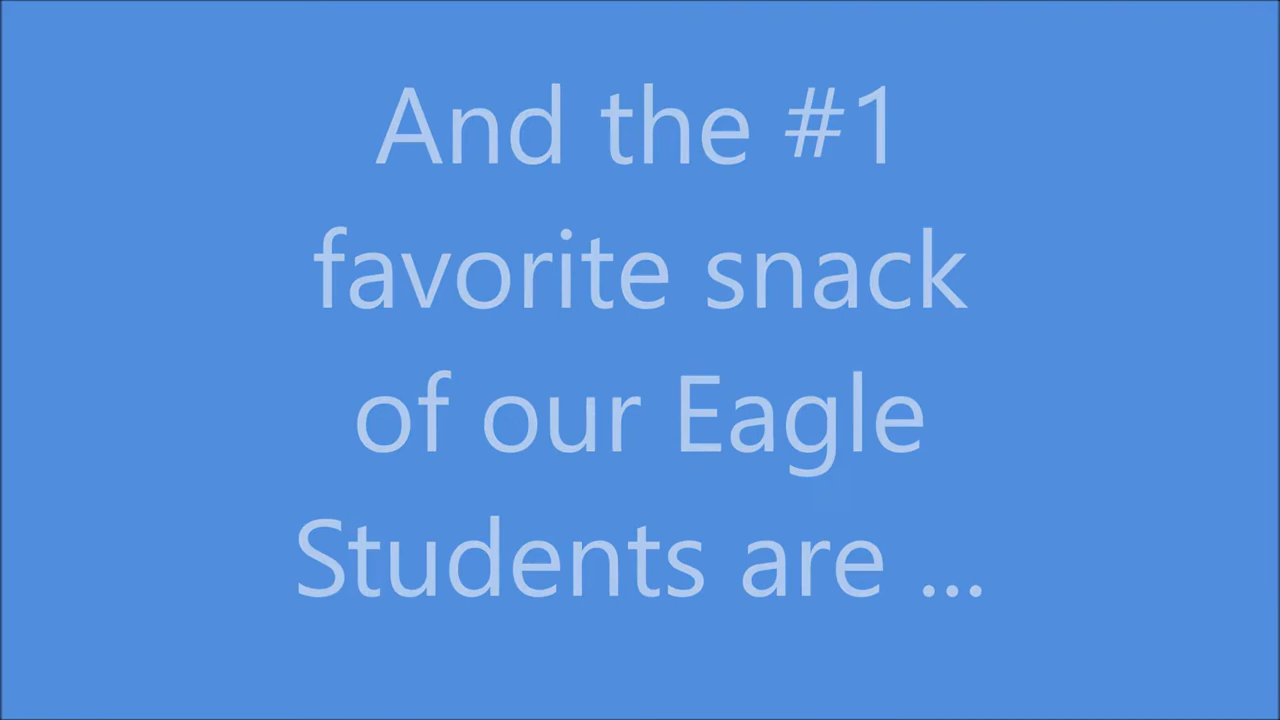 And the #1
favorite snack
of our Eagle
Students are ...